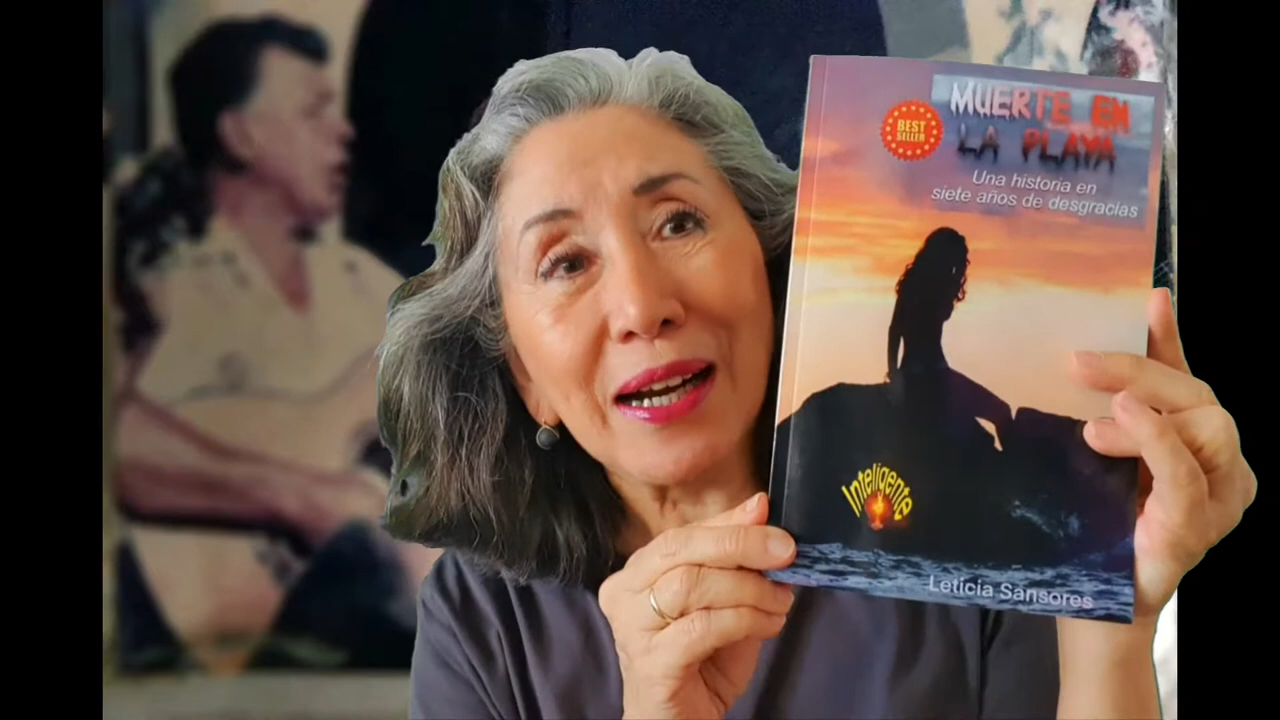 MUERTE EN
LA PLAYA
BEST
SELLER
Una historia en
siete años de desgracias
Inteligente
Leticia Sansores